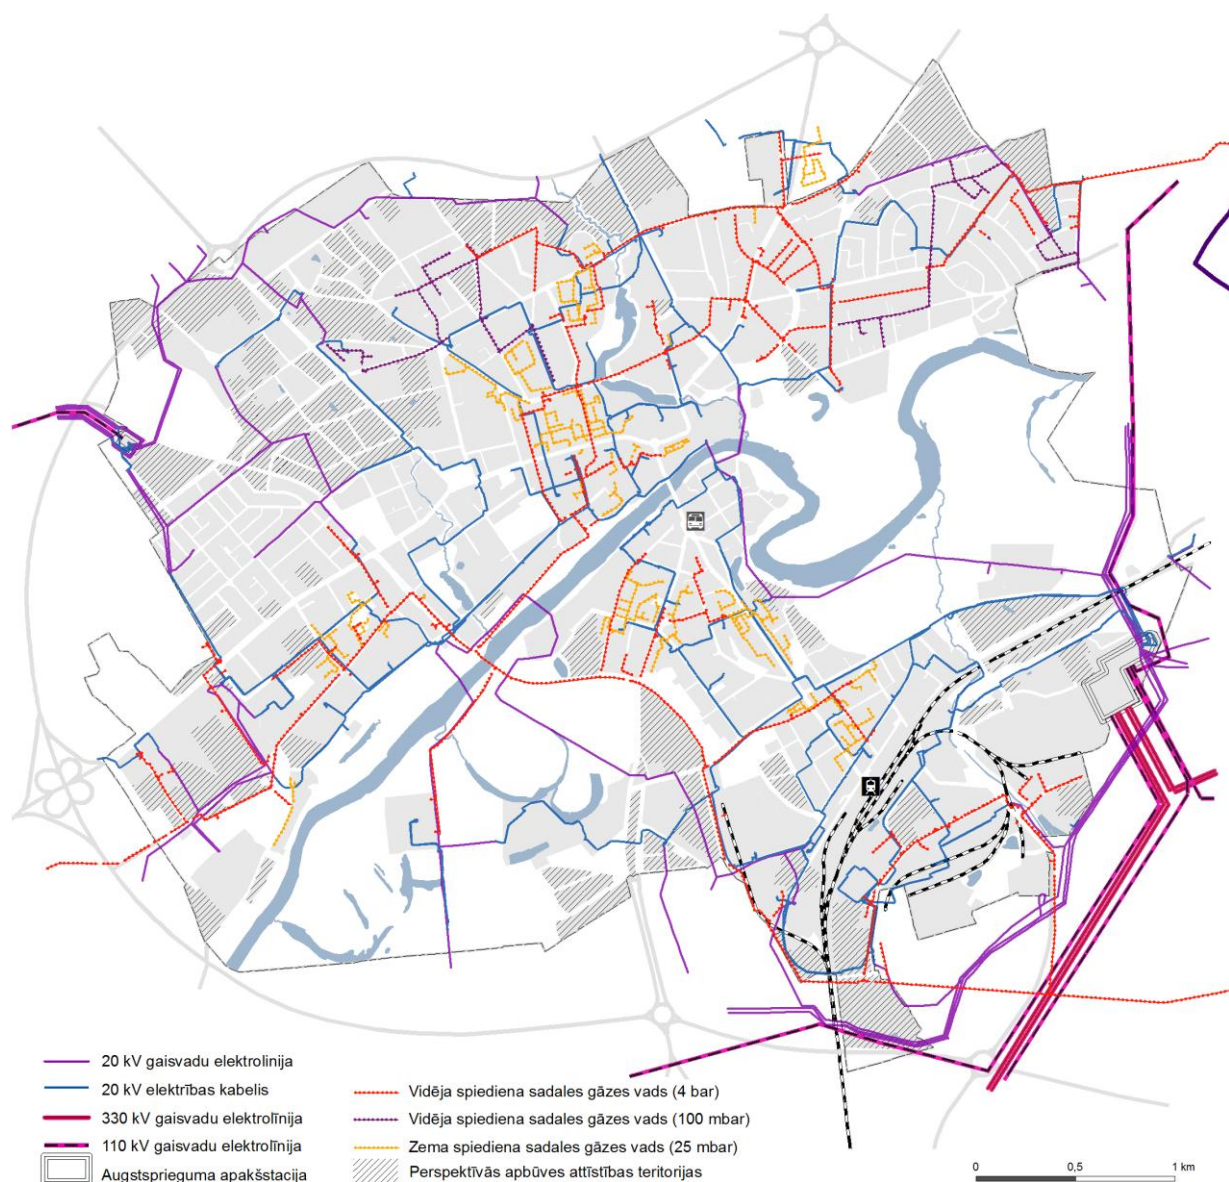 20 kV gaisvadu elektrolinija
20 kV elektrības kabelis
330 kV gaisvadu elektrolīnija
110 kV gaisvadu elektrolīnija
Augstsprieguma apakšstacija
Vidēja spiediena sadales gāzes vads (4 bar)
Vidēja spiediena sadales gāzes vads (100 mbar)
Zema spiediena sadales gāzes vads (25 mbar)
Perspektīvās apbūves attīstības teritorijas
0 0,5 1 km